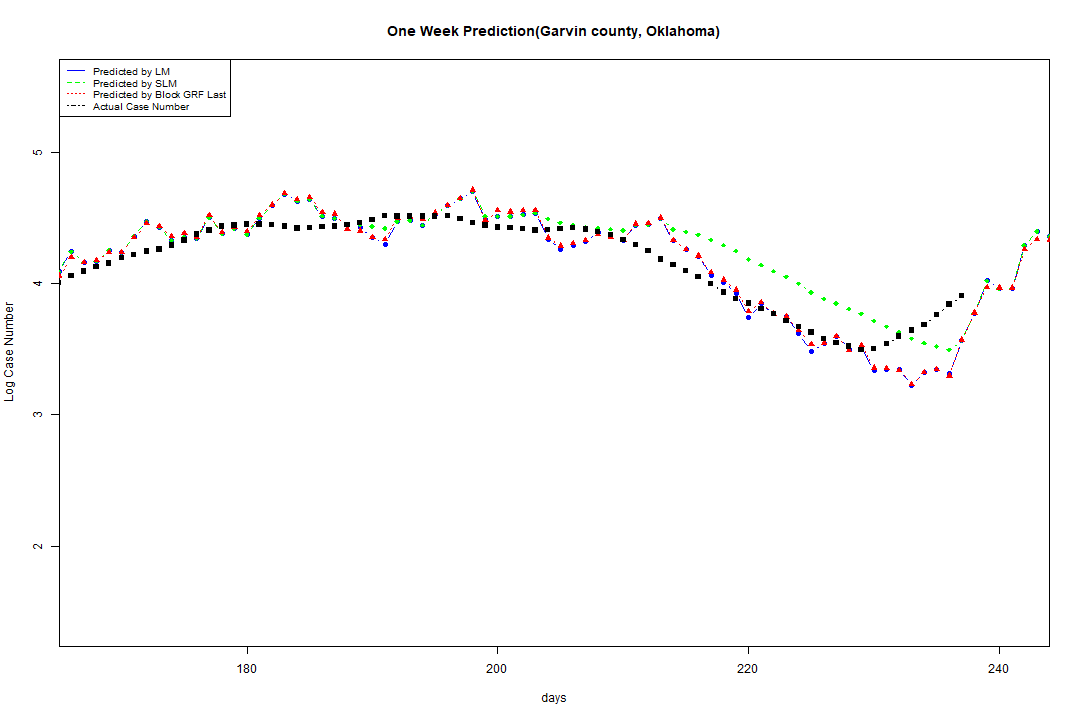 One Week Prediction(Garvin county, Oklahoma)
Predicted by LM
Predicted by SLM
Predicted by Block GRF Last
Actual Case Number
5
4
3
2
Log Case Number
180 200 220 240
days